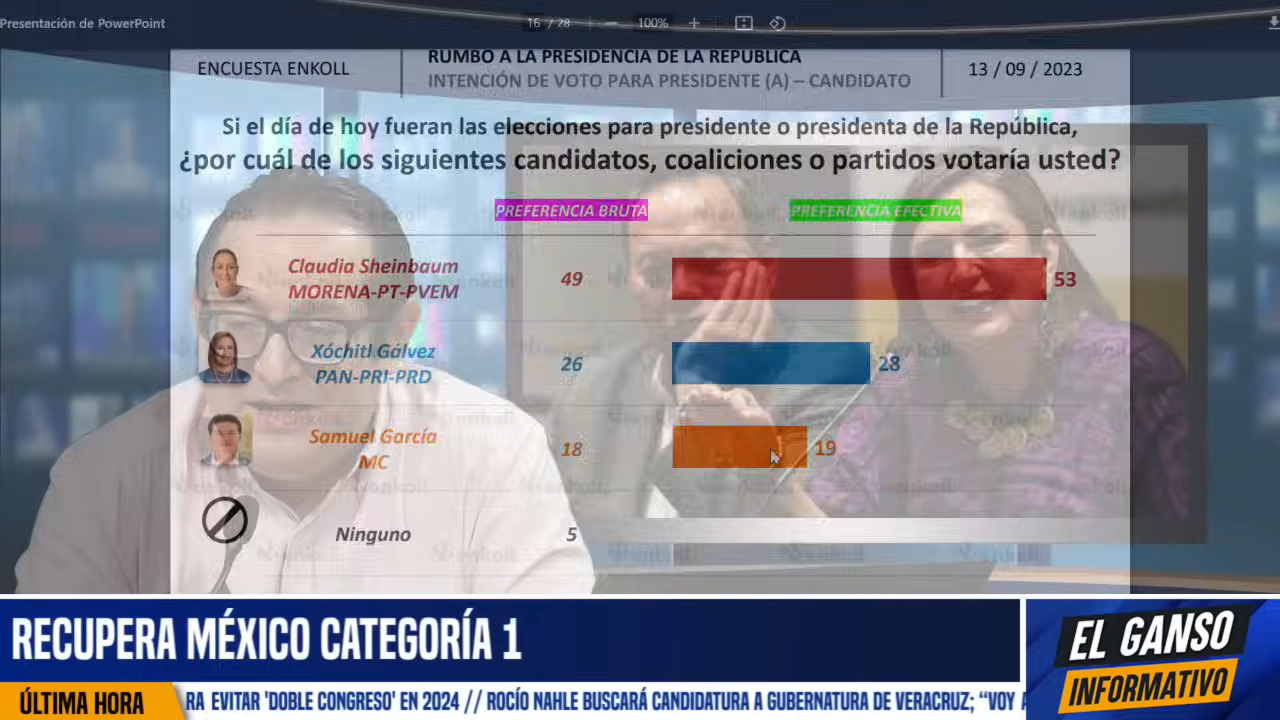 Presentación de PowerPoint
16 / 28
100%
ENCUESTA ENKOLL
RUMBO A LA PRESIDENCIA DE LA REPÚBLICA
INTENCIÓN DE VOTO PARA PRESIDENTE (A) – CANDIDATO
13 / 09 / 2023
Si el día de hoy fueran las elecciones para presidente o presidenta de la República,
¿por cuál de los siguientes candidatos, coaliciones o partidos votaría usted?
PREFERENCIA BRUTA
PREFERENCIA EFECTIVA
Claudia Sheinbaum
MORENA-PT-PVEM
49
53
Xóchitl Gálvez
PAN-PRI-PRD
26
28
Samuel García
MC
18
19
Ninguno
5
RECUPERA MÉXICO CATEGORÍA 1
EL GANSO
INFORMATIVO
ÚLTIMA HORA
RA EVITAR 'DOBLE CONGRESO' EN 2024 // ROCÍO NAHLE BUSCARÁ CANDIDATURA A GUBERNATURA DE VERACRUZ; “VOY A